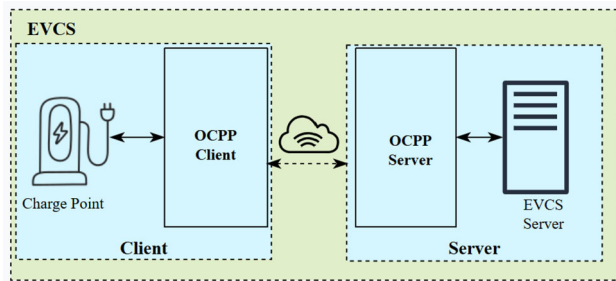 EVCS
OCPP
Client
OCPP
Server
Charge Point
EVCS
Server
Client
Server